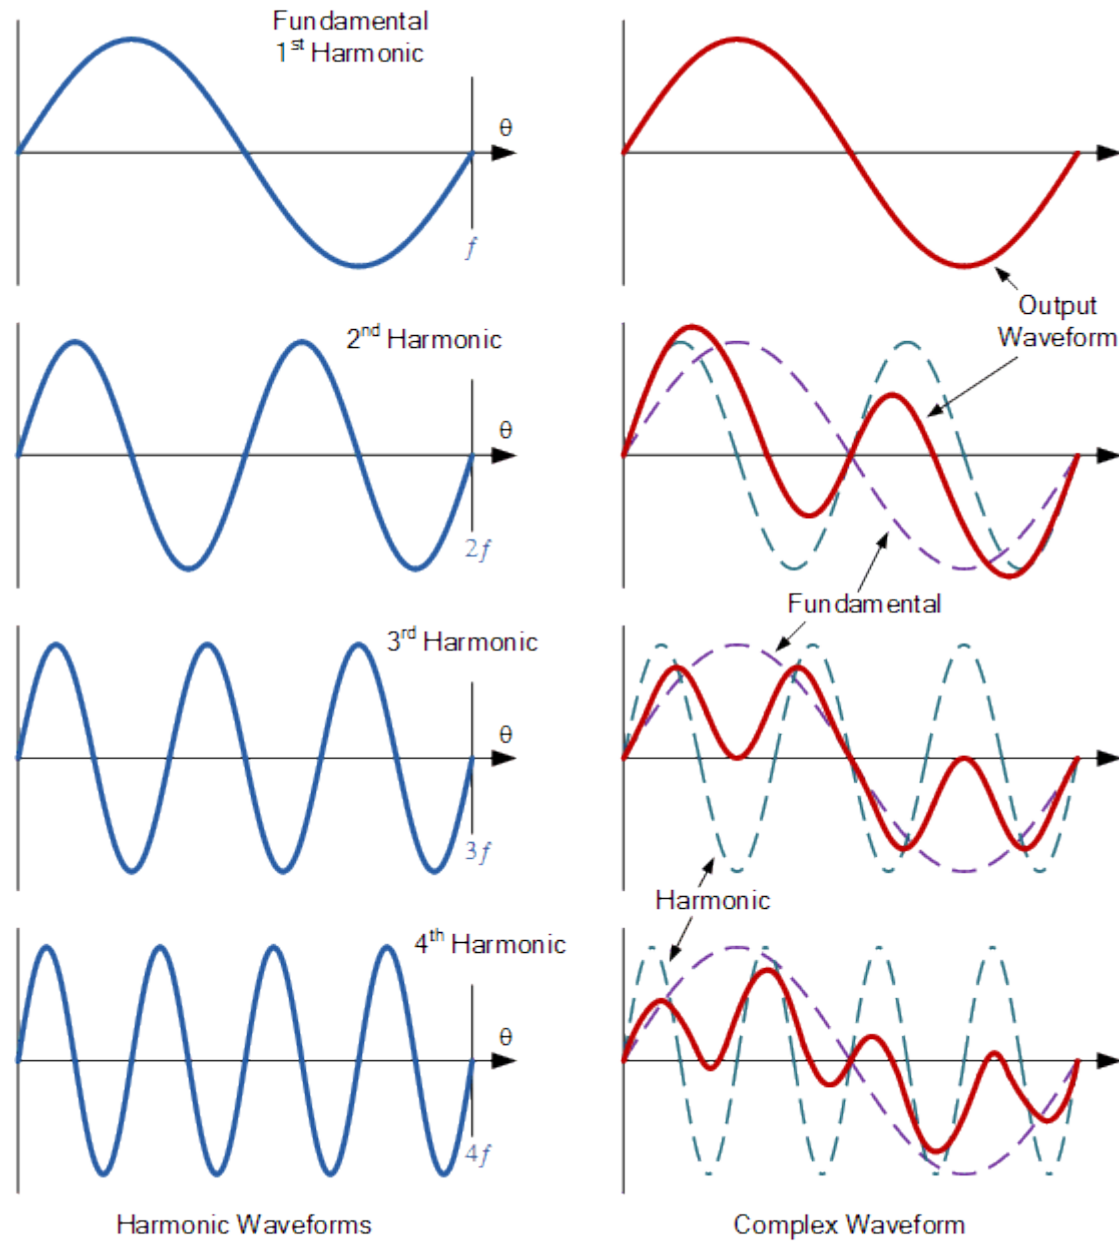 Fundamental
1st Harmonic
θ
f
Output
Waveform
2nd Harmonic
θ
2f
Fundamental
3rd Harmonic
θ
3f
Harmonic
4th Harmonic
θ
4f
Harmonic Waveforms
Complex Waveform